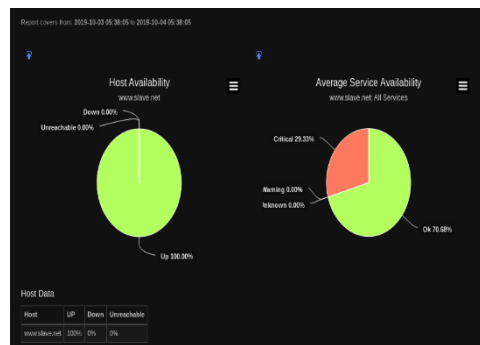 Report covers from: 2019-10-03 05:38:05 to 2019-10-04 05:38:05
Host Availability
www.slave.net
Down 0.00%
Unreachable 0.00%
Up 100.00%
Average Service Availability
www.slave.net: All Services
Critical 29.33%
Warning 0.00%
Unknown 0.00%
Ok 70.68%
Host Data
Host UP Down Unreachable
www.slave.net 100% 0% 0%